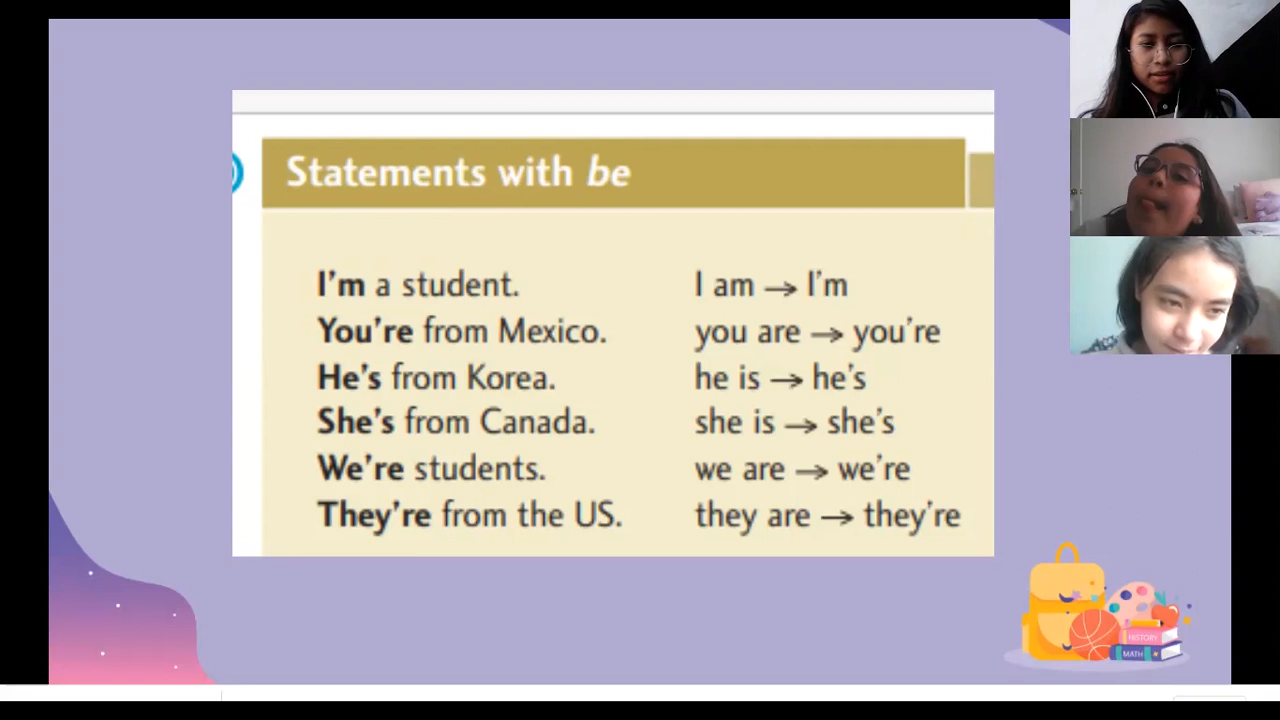 Statements with be
I'm a student. I am → I'm
You're from Mexico. you are → you're
He's from Korea. he is → he's
She's from Canada. she is → she's
We're students. we are → we're
They're from the US. they are → they're
HISTORY
MATH